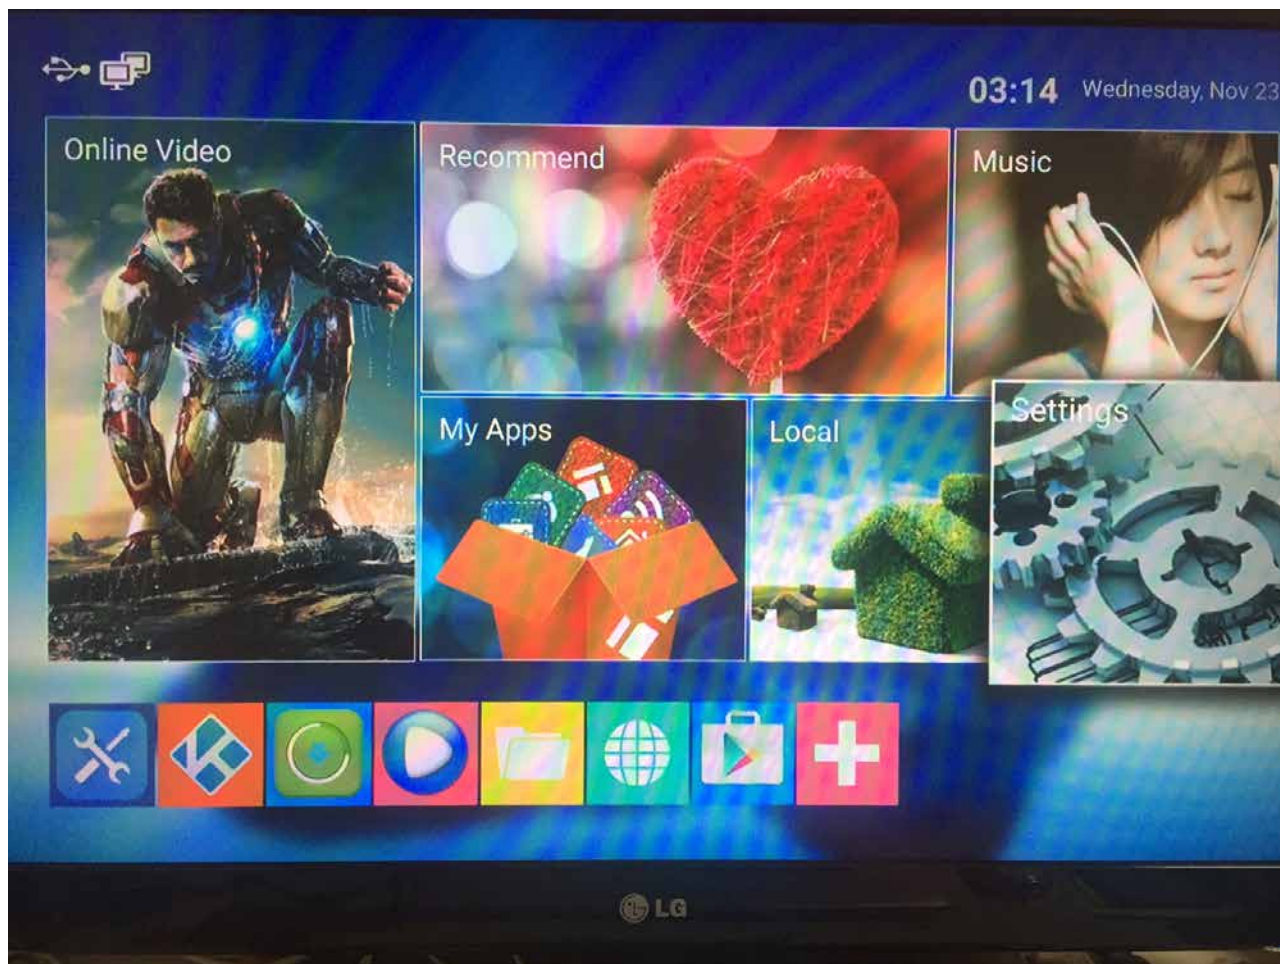 03:14 Wednesday, Nov 23
Online Video
Recommend
Music
My Apps
Local
Settings
LG